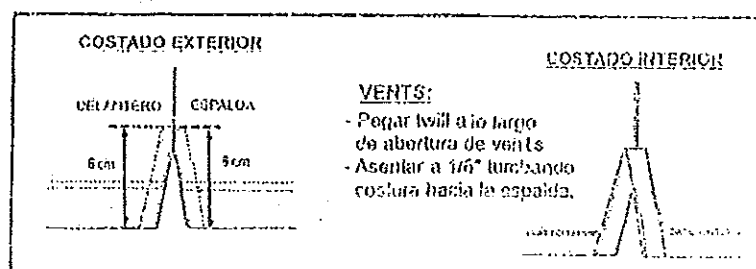 COSTADO EXTERIOR
DELANTERO ESPALDA
6 cm 6 cm
VENTS:
- Pegar twill a lo largo
de abertura de vents
- Asentar a 1/6" tumbando
costura hacia la espalda.
COSTADO INTERIOR